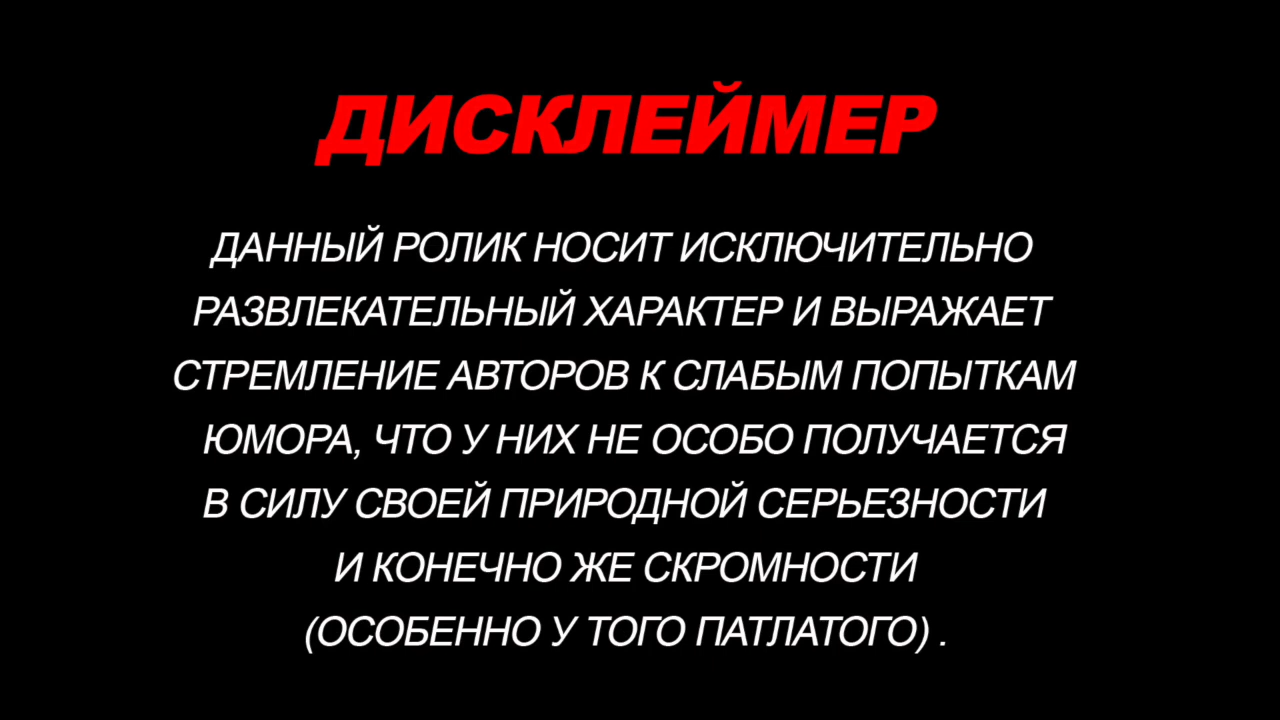 ДИСКЛЕЙМЕР
ДАННЫЙ РОЛИК НОСИТ ИСКЛЮЧИТЕЛЬНО
РАЗВЛЕКАТЕЛЬНЫЙ ХАРАКТЕР И ВЫРАЖАЕТ
СТРЕМЛЕНИЕ АВТОРОВ К СЛАБЫМ ПОПЫТКАМ
ЮМОРА, ЧТО У НИХ НЕ ОСОБО ПОЛУЧАЕТСЯ
В СИЛУ СВОЕЙ ПРИРОДНОЙ СЕРЬЕЗНОСТИ
И КОНЕЧНО ЖЕ СКРОМНОСТИ
(ОСОБЕННО У ТОГО ПАТЛАТОГО) .